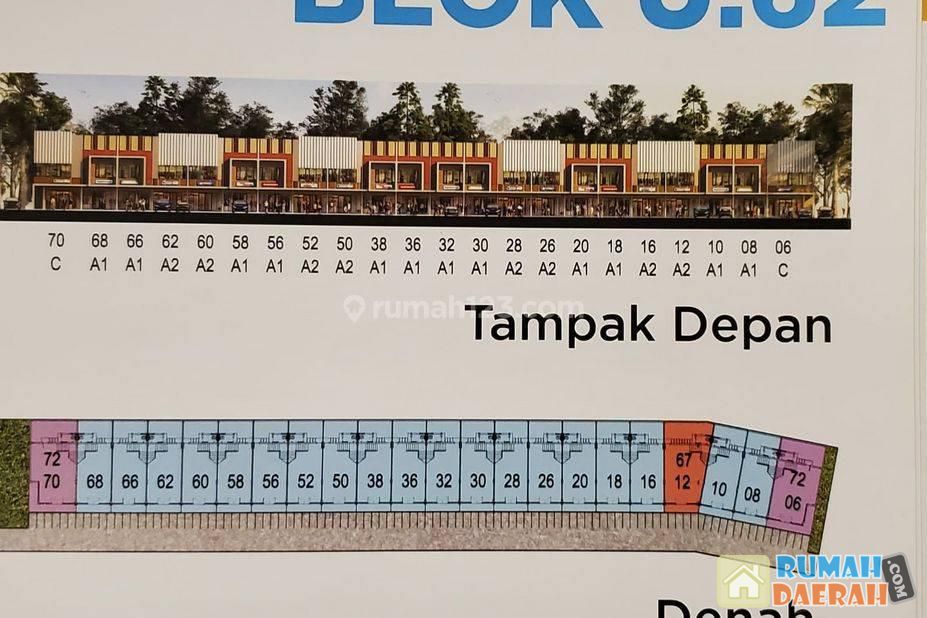 BLOK 6.62
70 68 66 62 60 58 56 52 50 38 36 32 30 28 26 20 18 16 12 10 08 06
C A1 A1 A2 A2 A1 A1 A2 A2 A1 A1 A1 A1 A2 A2 A1 A1 A2 A2 A1 A1 C
rumah123.com
Tampak Depan
72 67 72
70 68 66 62 60 58 56 52 50 38 36 32 30 28 26 20 18 16 12 10 08 06
RUMAH
DAERAH.COM
Denah